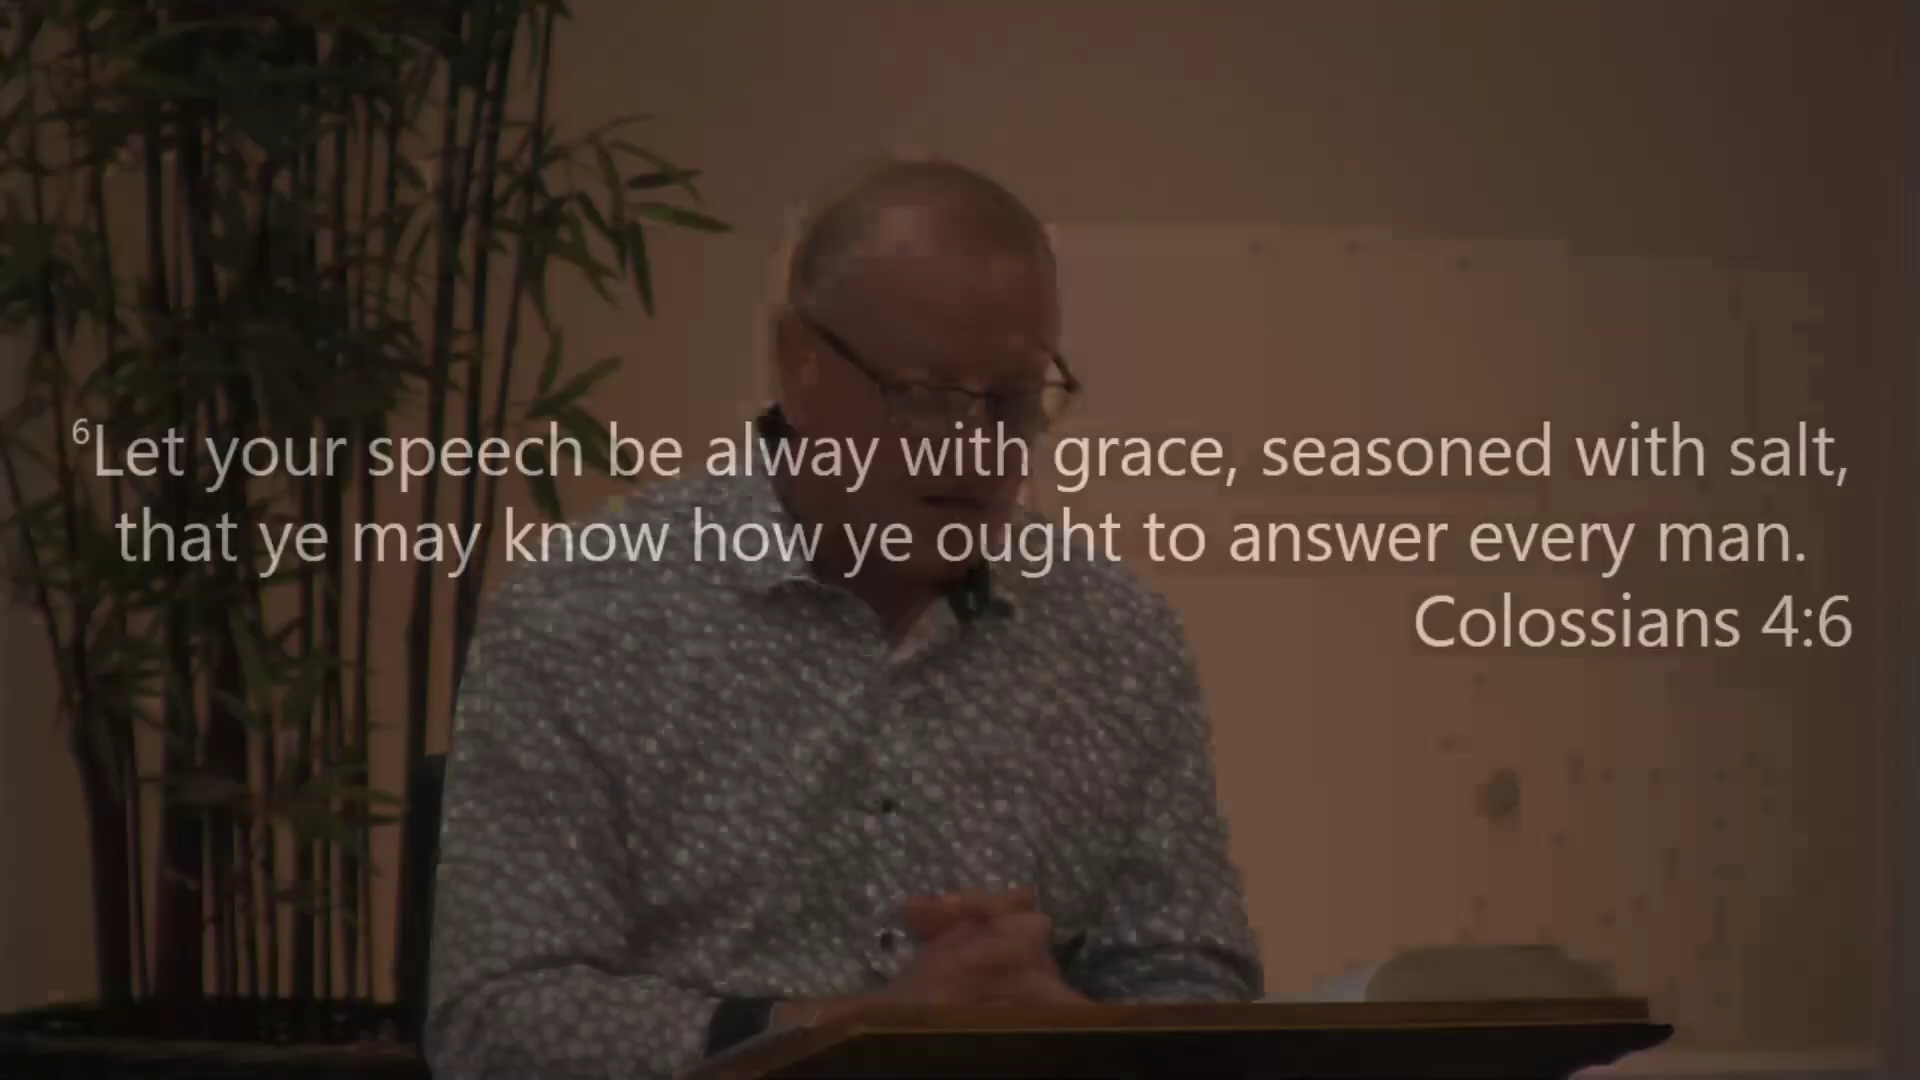 ⁶Let your speech be alway with grace, seasoned with salt,
that ye may know how ye ought to answer every man.
Colossians 4:6